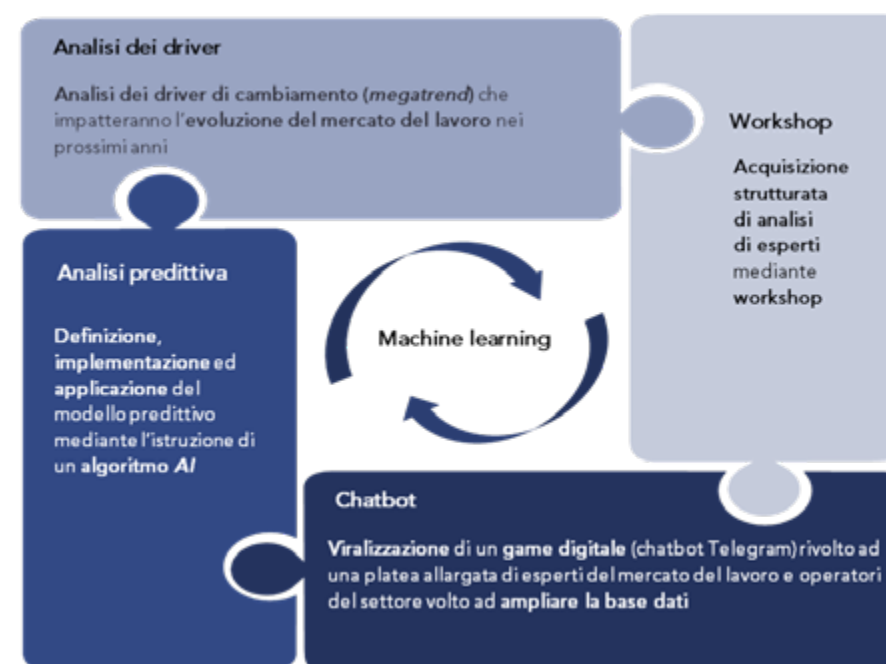 Analisi dei driver
Analisi dei driver di cambiamento (megatrend) che
impatteranno l'evoluzione del mercato del lavoro nei
prossimi anni
Workshop
Acquisizione
strutturata
di analisi
di esperti
mediante
workshop
Analisi predittiva
Definizione,
implementazione ed
applicazione del
modello predittivo
mediante l'istruzione di
un algoritmo AI
Machine learning
Chatbot
Viralizzazione di un game digitale (chatbot Telegram) rivolto ad
una platea allargata di esperti del mercato del lavoro e operatori
del settore volto ad ampliare la base dati